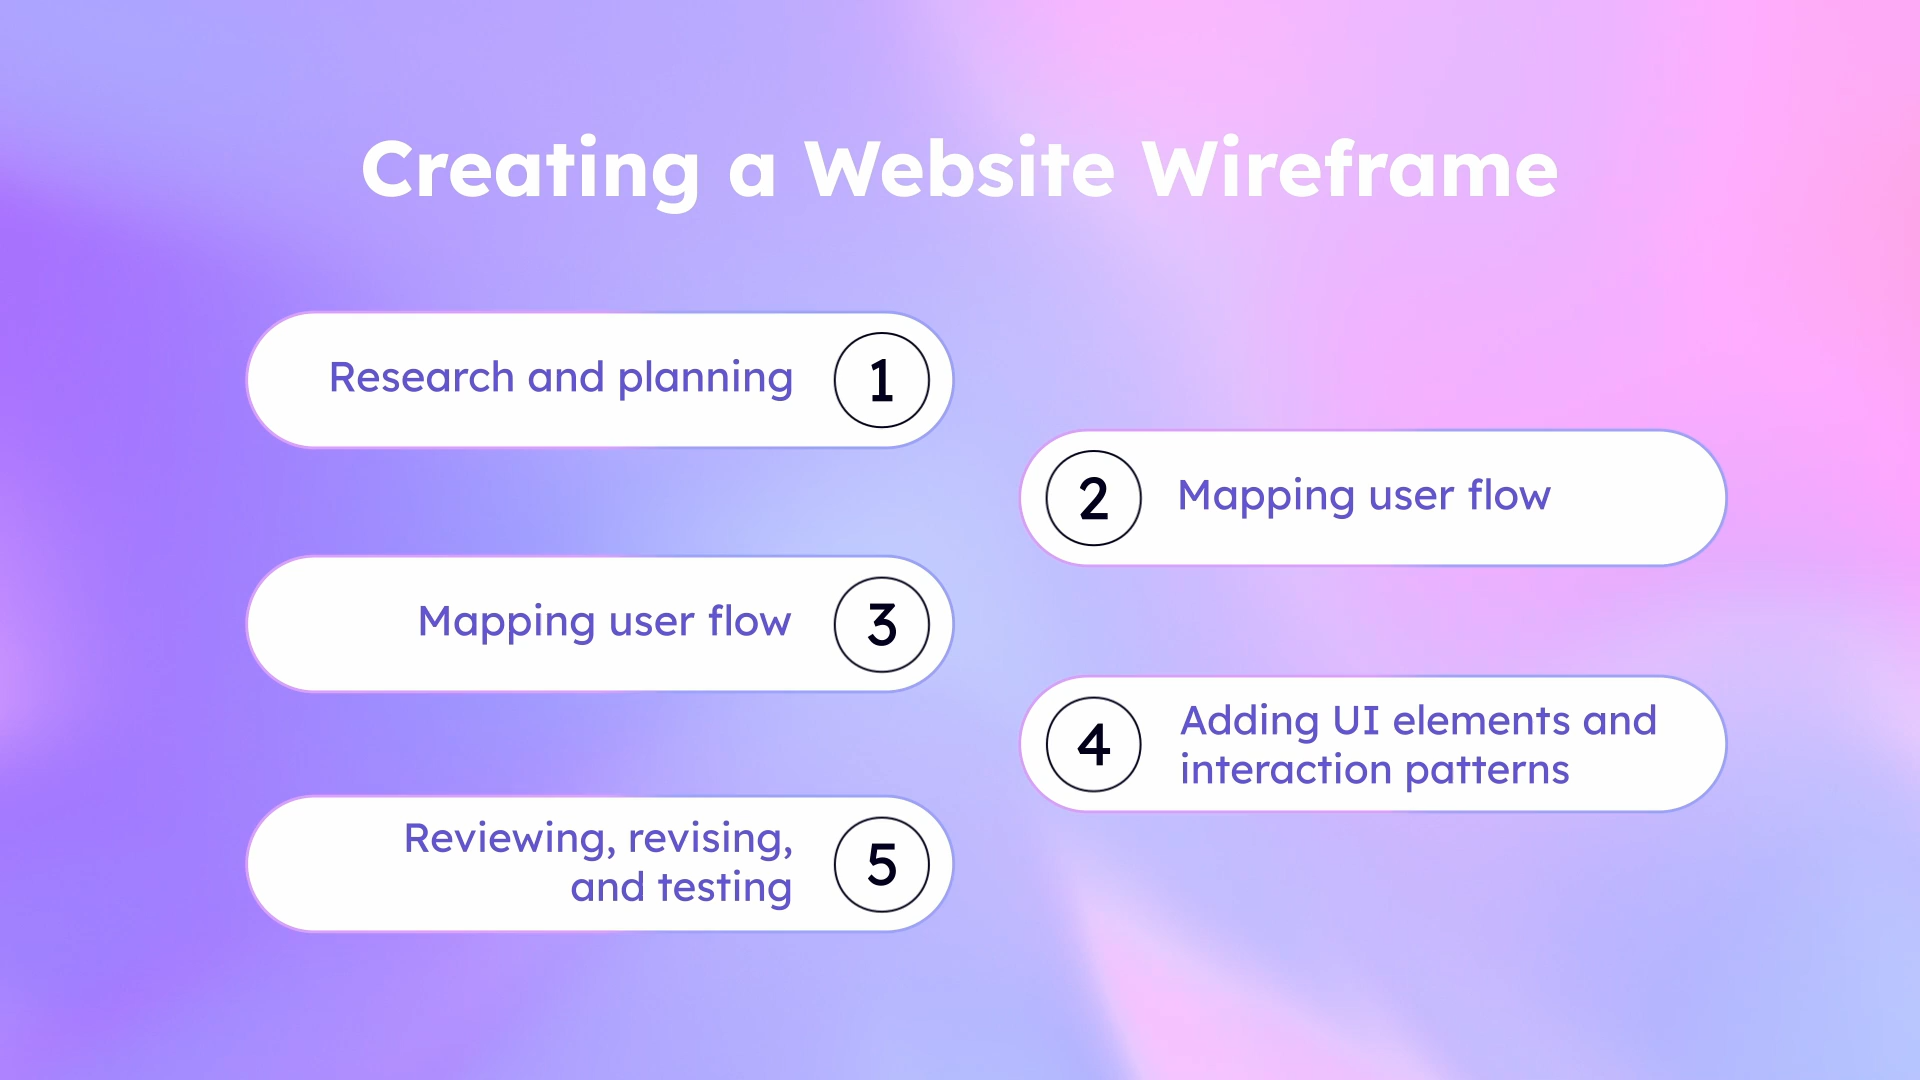 Creating a Website Wireframe
Research and planning
1
2
Mapping user flow
Mapping user flow
3
4
Adding UI elements and
interaction patterns
Reviewing, revising,
and testing
5